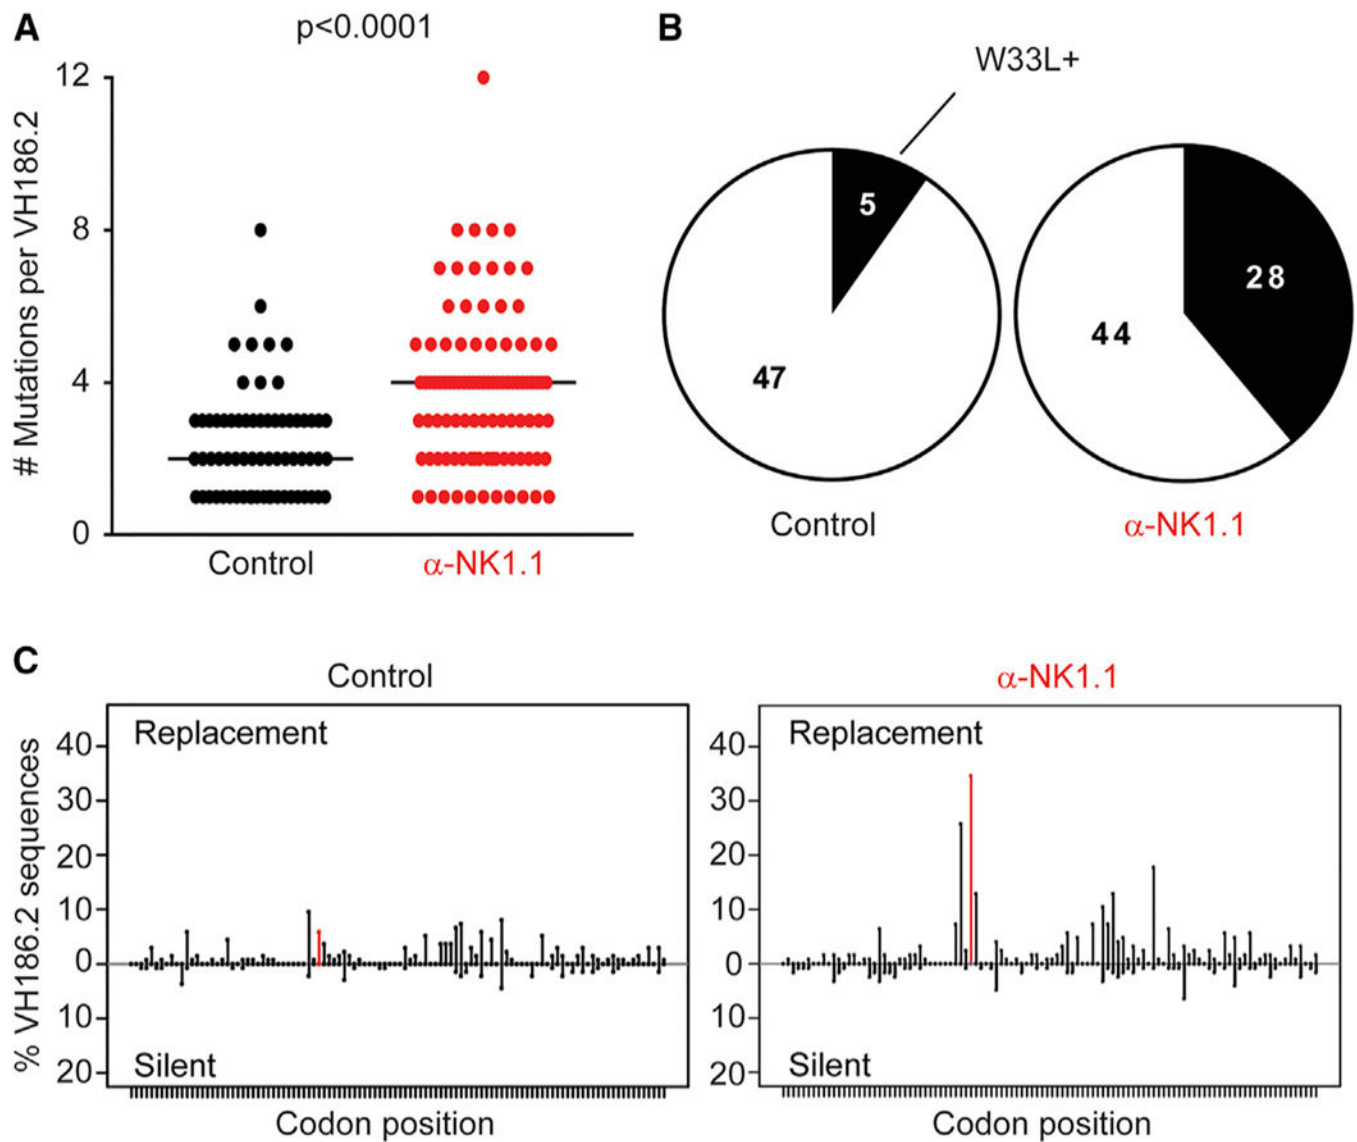 A
p<0.0001
# Mutations per VH186.2
12
8
4
0
Control
α-NK1.1
B
W33L+
5
47
28
44
Control
α-NK1.1
C
Control
α-NK1.1
% VH186.2 sequences
Replacement
40
30
20
10
0
10
20
Silent
Codon position
Replacement
40
30
20
10
0
10
20
Silent
Codon position